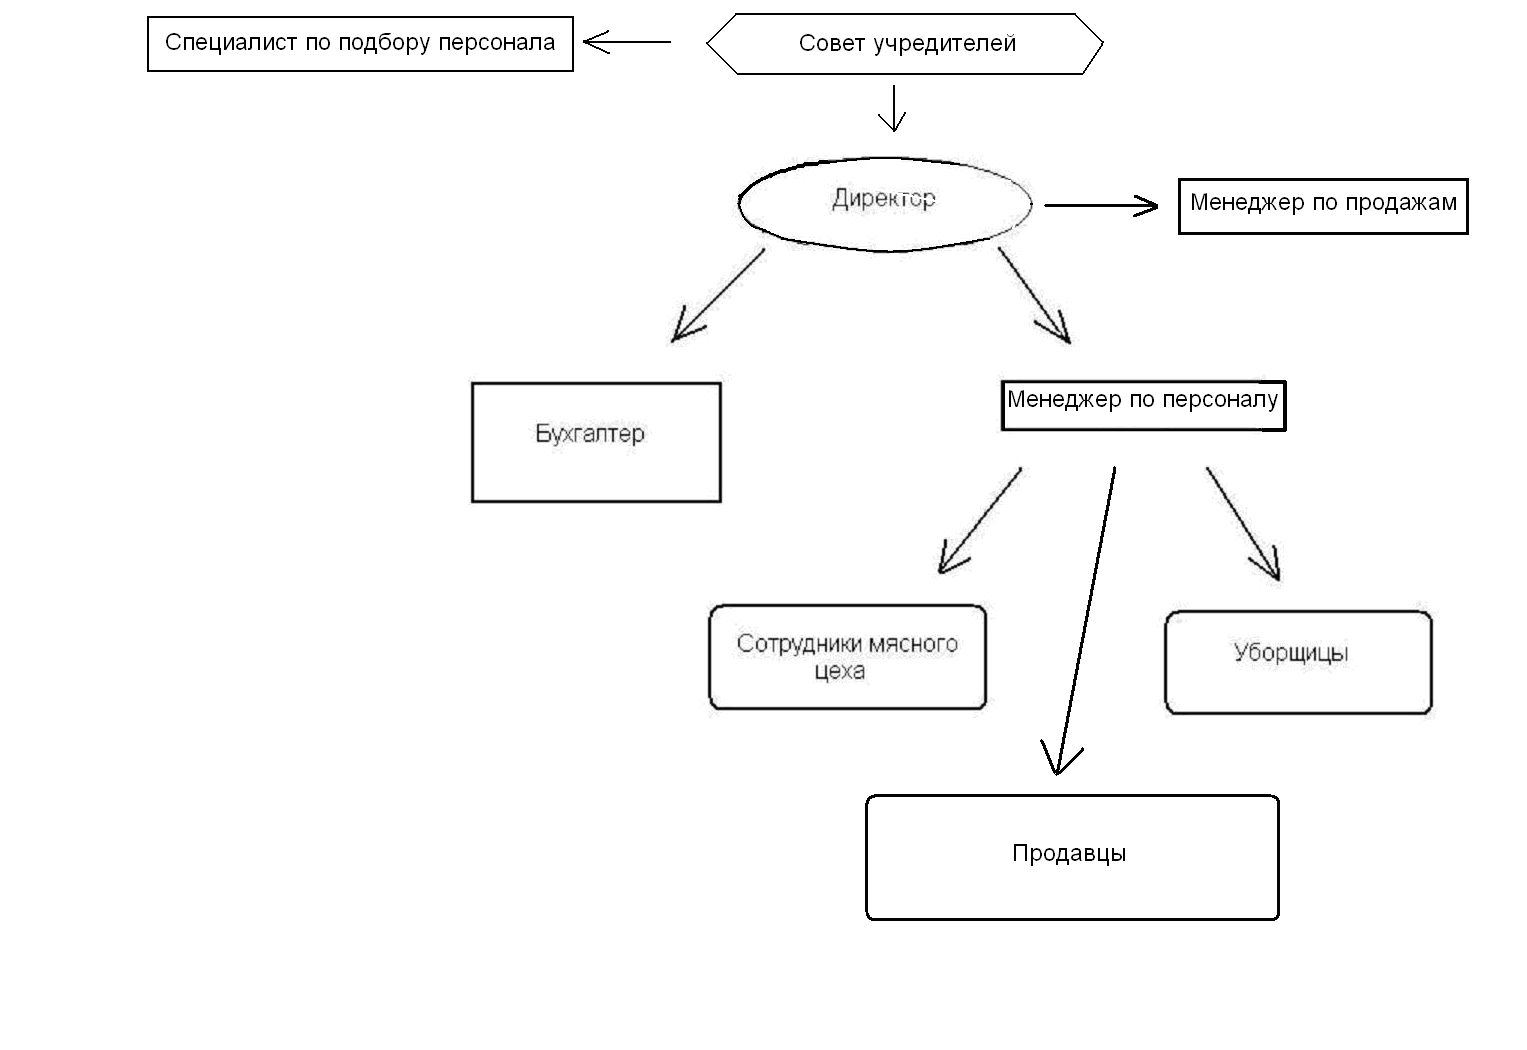 Специалист по подбору персонала
Совет учредителей
Директор
Менеджер по продажам
Бухгалтер
Менеджер по персоналу
Сотрудники мясного
цеха
Уборщицы
Продавцы